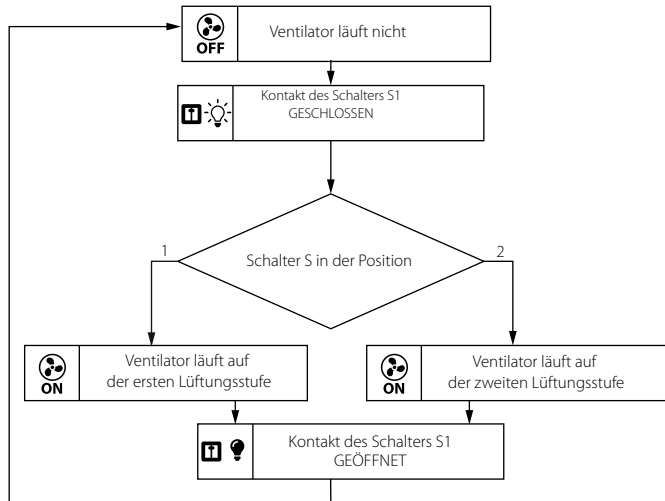 OFF
Ventilator läuft nicht
Kontakt des Schalters S1
GESCHLOSSEN
1
Schalter S in der Position
2
ON
Ventilator läuft auf
der ersten Lüftungsstufe
ON
Ventilator läuft auf
der zweiten Lüftungsstufe
Kontakt des Schalters S1
GEÖFFNET